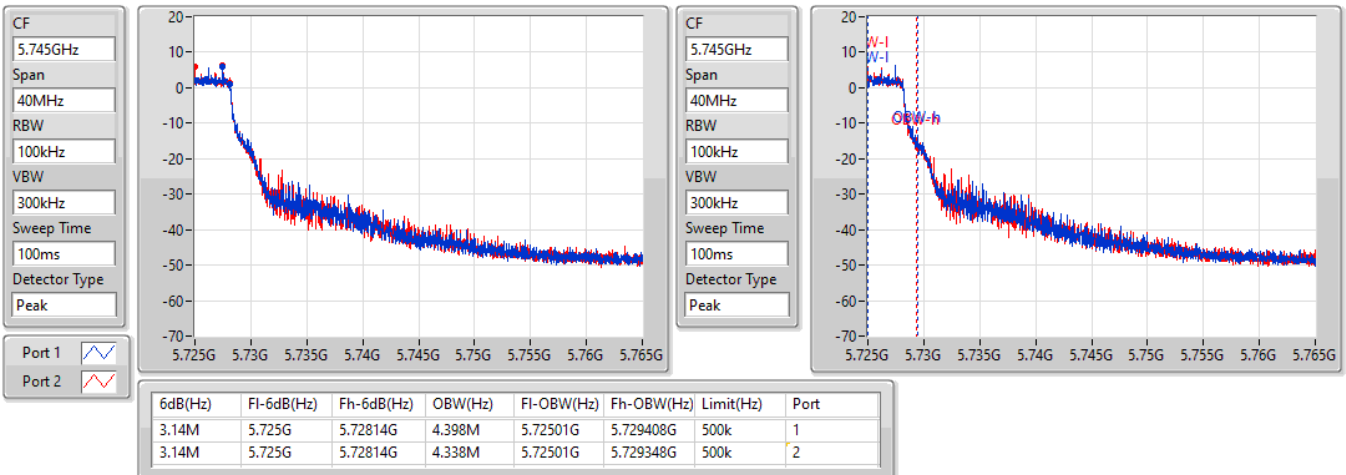 CF
5.745GHz
Span
40MHz
RBW
100kHz
VBW
300kHz
Sweep Time
100ms
Detector Type
Peak
Port 1
Port 2
20
10
0
-10
-20
-30
-40
-50
-60
-70
5.725G 5.73G 5.735G 5.74G 5.745G 5.75G 5.755G 5.76G 5.765G
CF
5.745GHz
Span
40MHz
RBW
100kHz
VBW
300kHz
Sweep Time
100ms
Detector Type
Peak
20
10
0
-10
-20
-30
-40
-50
-60
-70
W-l
W-l
OBW-h
5.725G 5.73G 5.735G 5.74G 5.745G 5.75G 5.755G 5.76G 5.765G
6dB(Hz) Fl-6dB(Hz) Fh-6dB(Hz) OBW(Hz) Fl-OBW(Hz) Fh-OBW(Hz) Limit(Hz) Port
3.14M 5.725G 5.72814G 4.398M 5.72501G 5.729408G 500k 1
3.14M 5.725G 5.72814G 4.338M 5.72501G 5.729348G 500k 2